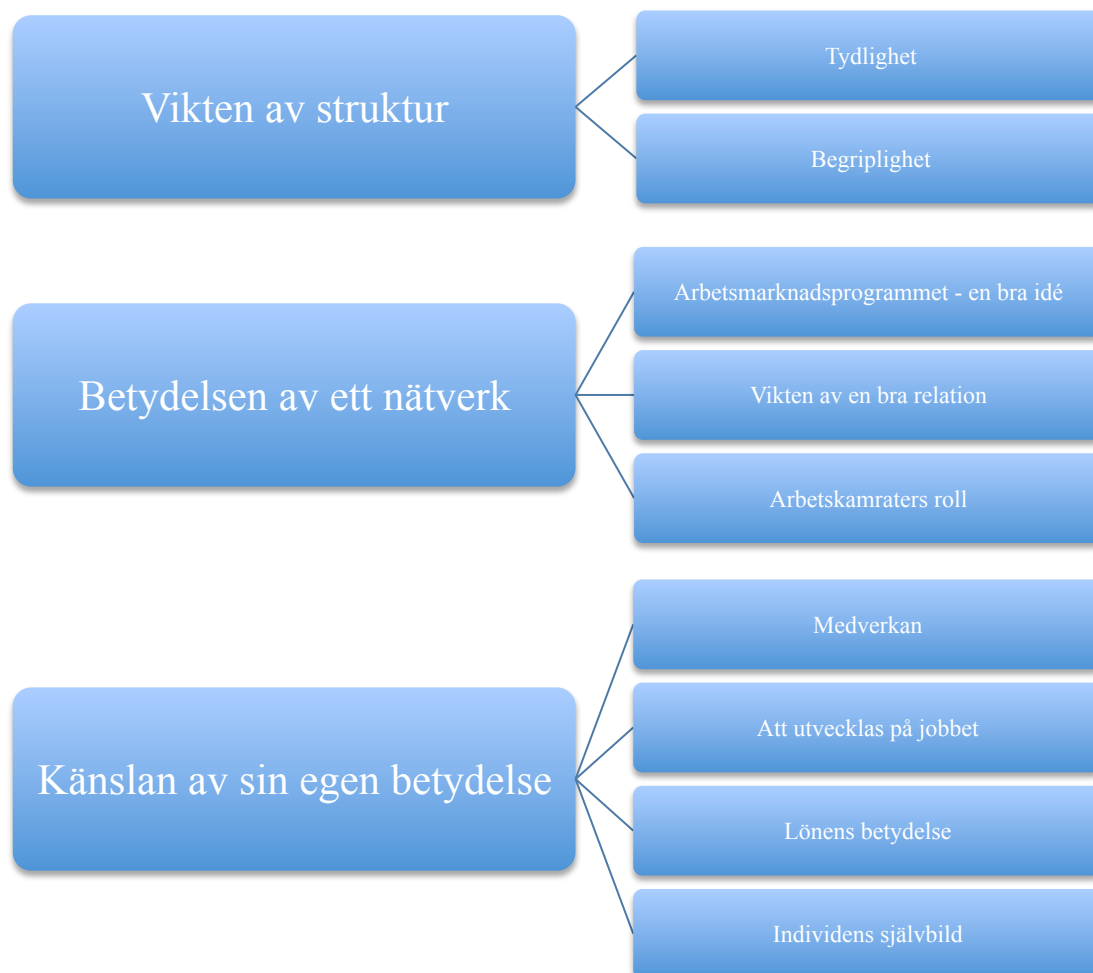 Vikten av struktur
Tydlighet
Begriplighet
Betydelsen av ett nätverk
Arbetsmarknadsprogrammet - en bra idé
Vikten av en bra relation
Arbetskamraters roll
Känslan av sin egen betydelse
Medverkan
Att utvecklas på jobbet
Lönens betydelse
Individens självbild